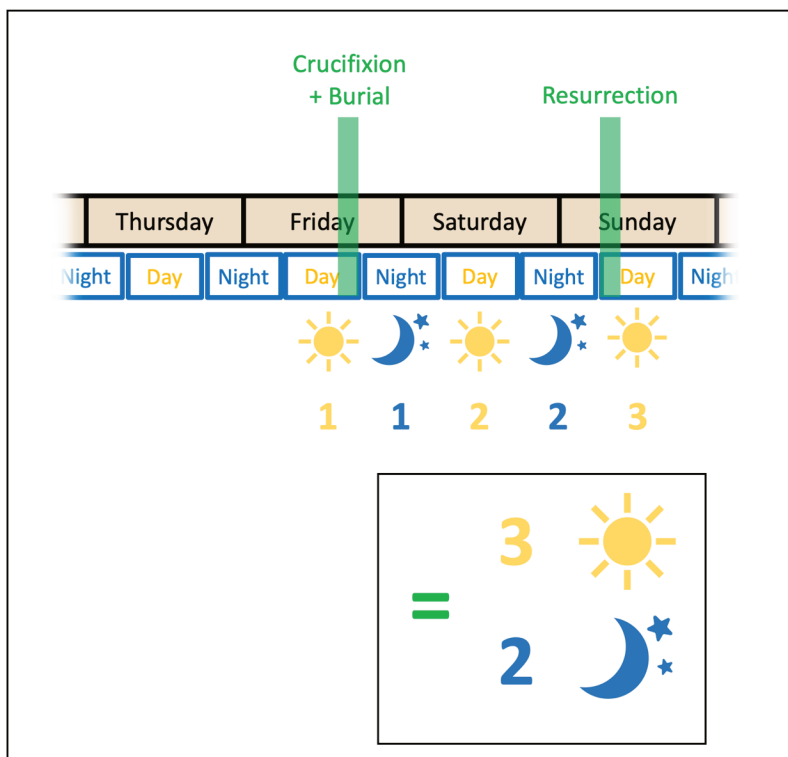 Crucifixion
+ Burial
Resurrection
Thursday Friday Saturday Sunday
Night Day Night Day Night Day Night Day Night
1 1 2 2 3
3
=
2